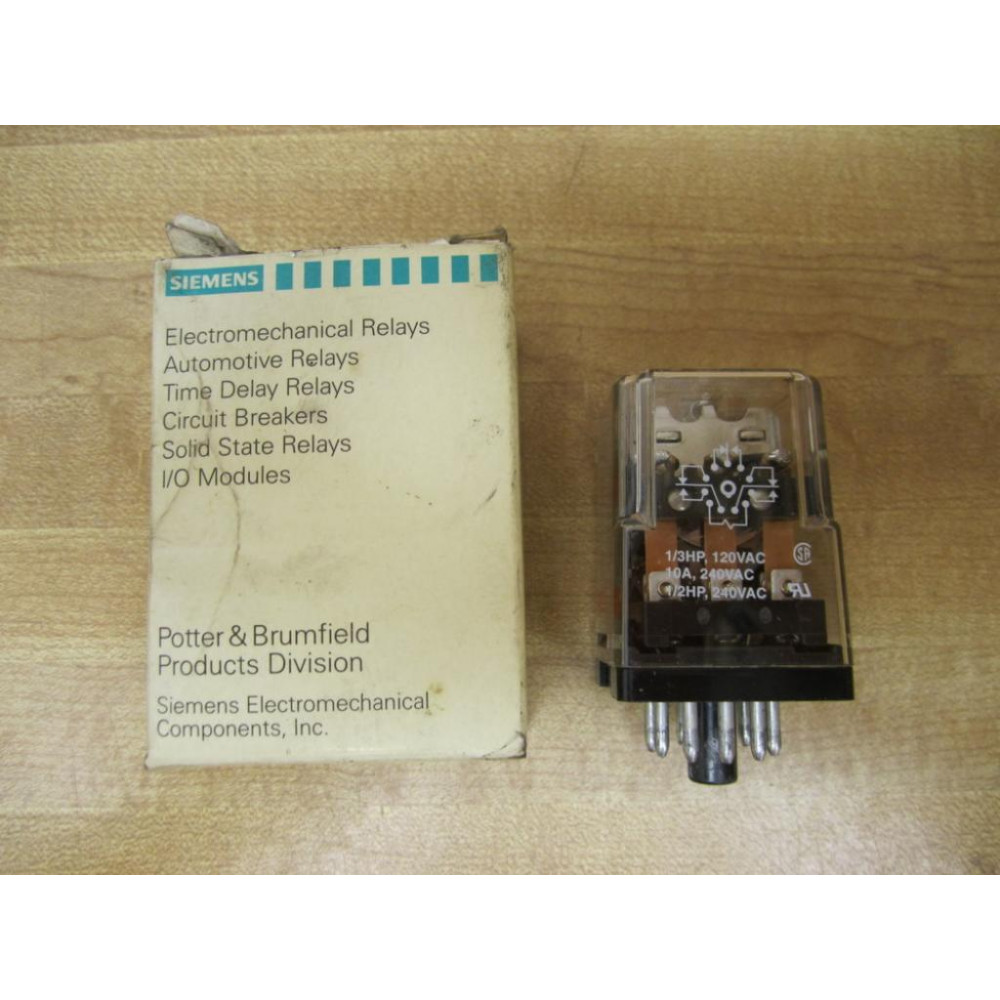 SIEMENS
Electromechanical Relays
Automotive Relays
Time Delay Relays
Circuit Breakers
Solid State Relays
I/O Modules
Potter & Brumfield
Products Division
Siemens Electromechanical
Components, Inc.
1/3HP, 120VAC
10A, 240VAC
1/2HP, 240VAC